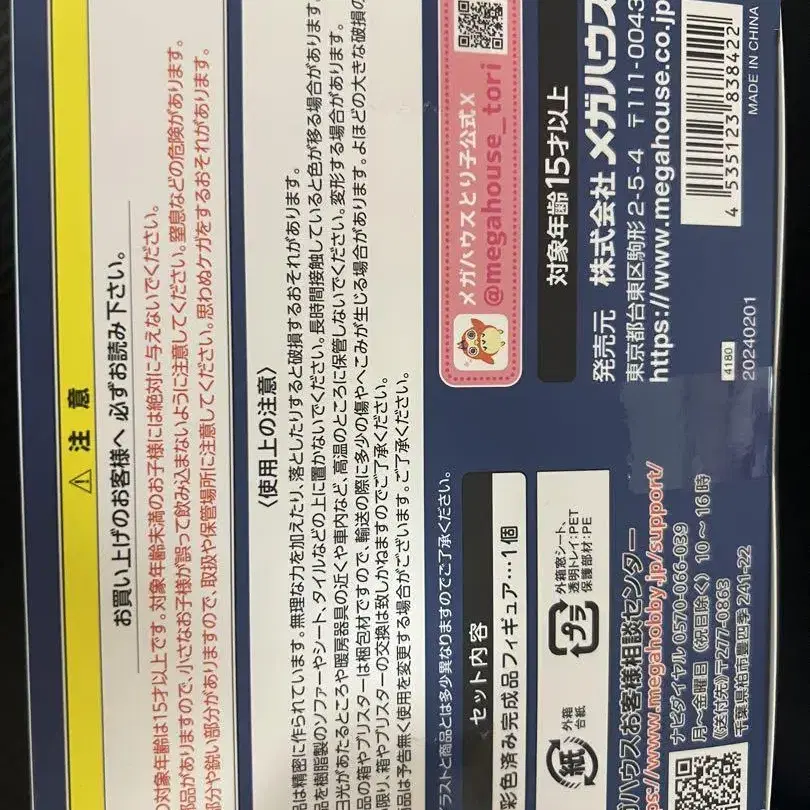 注 意
お買い上げのお客様へ 必ずお読み下さい。
の対象年齢は15才以上です。対象年齢未満のお子様には絶対に与えないでください。
部品がありますので、小さなお子様が誤って飲み込まないように注意してください。窒息などの危険があります。
部分や鋭い部分がありますので、取扱や保管場所に注意してください。思わぬケガをするおそれがあります。
〈使用上の注意〉
品は精密に作られています。無理な力を加えたり、落としたりすると破損するおそれがあります。
品を樹脂製のソファーやシート、タイルなどの上に置かないでください。長時間接触していると色が移る場合があります。
日光があたるところや暖房器具の近くや車内など、高温のところに保管しないでください。変形する場合があります。
品の箱やブリスターは梱包材ですので、輸送の際に多少の傷やへこみが生じる場合があります。よほどの大きな破損の
限り、箱やブリスターの交換は致しかねますのでご了承ください。
品は予告無く使用を変更する場合がございます。ご了承ください。
メガハウスとり子公式X
@megahouse_tori
ラストと商品とは多少異なりますのでご了承ください。
対象年齢15才以上
セット内容
彩色済み完成品フィギュア…1個
発売元 株式会社メガハウス
東京都台東区駒形2-5-4 〒111-0043
https://www.megahouse.co.jp
4 535123 838422
MADE IN CHINA
4180
20240201
紙
外箱
台紙
プラ
外箱窓シート、
透明トレイ:PET
保護部材:PE
ハウスお客様相談センター
s://www.megahobby.jp/support/
ナビダイヤル 0570-066-039
月～金曜日(祝日除く)10～16時
《送付先》〒277-0863
千葉県柏市豊四季241-22